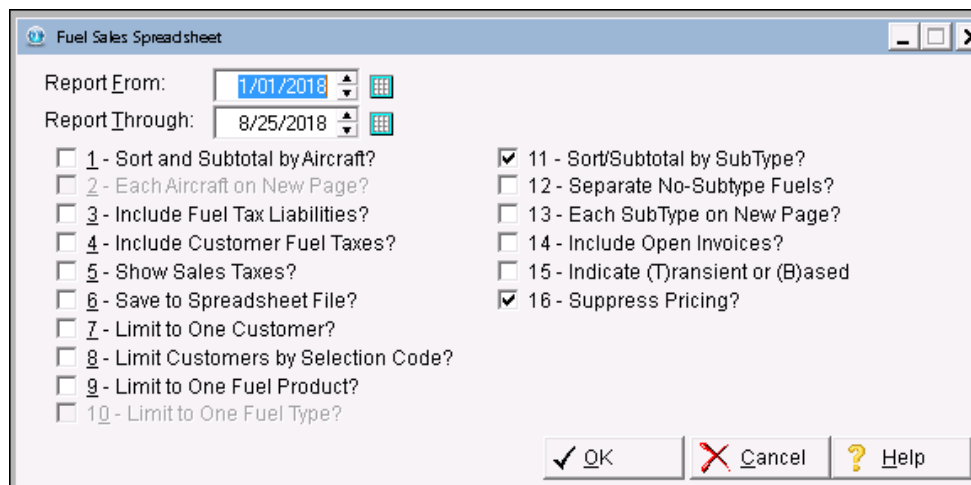 Fuel Sales Spreadsheet
Report From: 1/01/2018
Report Through: 8/25/2018
1 - Sort and Subtotal by Aircraft?
2 - Each Aircraft on New Page?
3 - Include Fuel Tax Liabilities?
4 - Include Customer Fuel Taxes?
5 - Show Sales Taxes?
6 - Save to Spreadsheet File?
7 - Limit to One Customer?
8 - Limit Customers by Selection Code?
9 - Limit to One Fuel Product?
10 - Limit to One Fuel Type?
11 - Sort/Subtotal by SubType?
12 - Separate No-Subtype Fuels?
13 - Each SubType on New Page?
14 - Include Open Invoices?
15 - Indicate (T)ransient or (B)ased
16 - Suppress Pricing?
OK Cancel Help